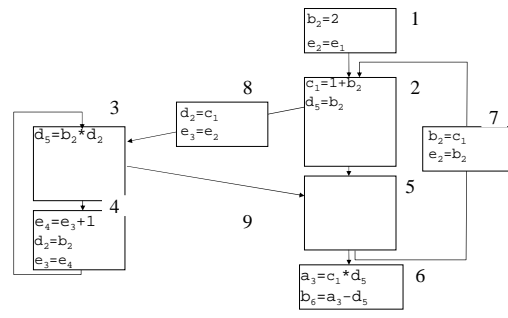 b₂=2
e₂=e₁
1
c₁=1+b₂
d₅=b₂
2
8
d₂=c₁
e₃=e₂
3
d₅=b₂*d₂
7
b₂=c₁
e₂=b₂
4
e₄=e₃+1
d₂=b₂
e₃=e₄
5
9
a₃=c₁*d₅
b₆=a₃-d₅
6